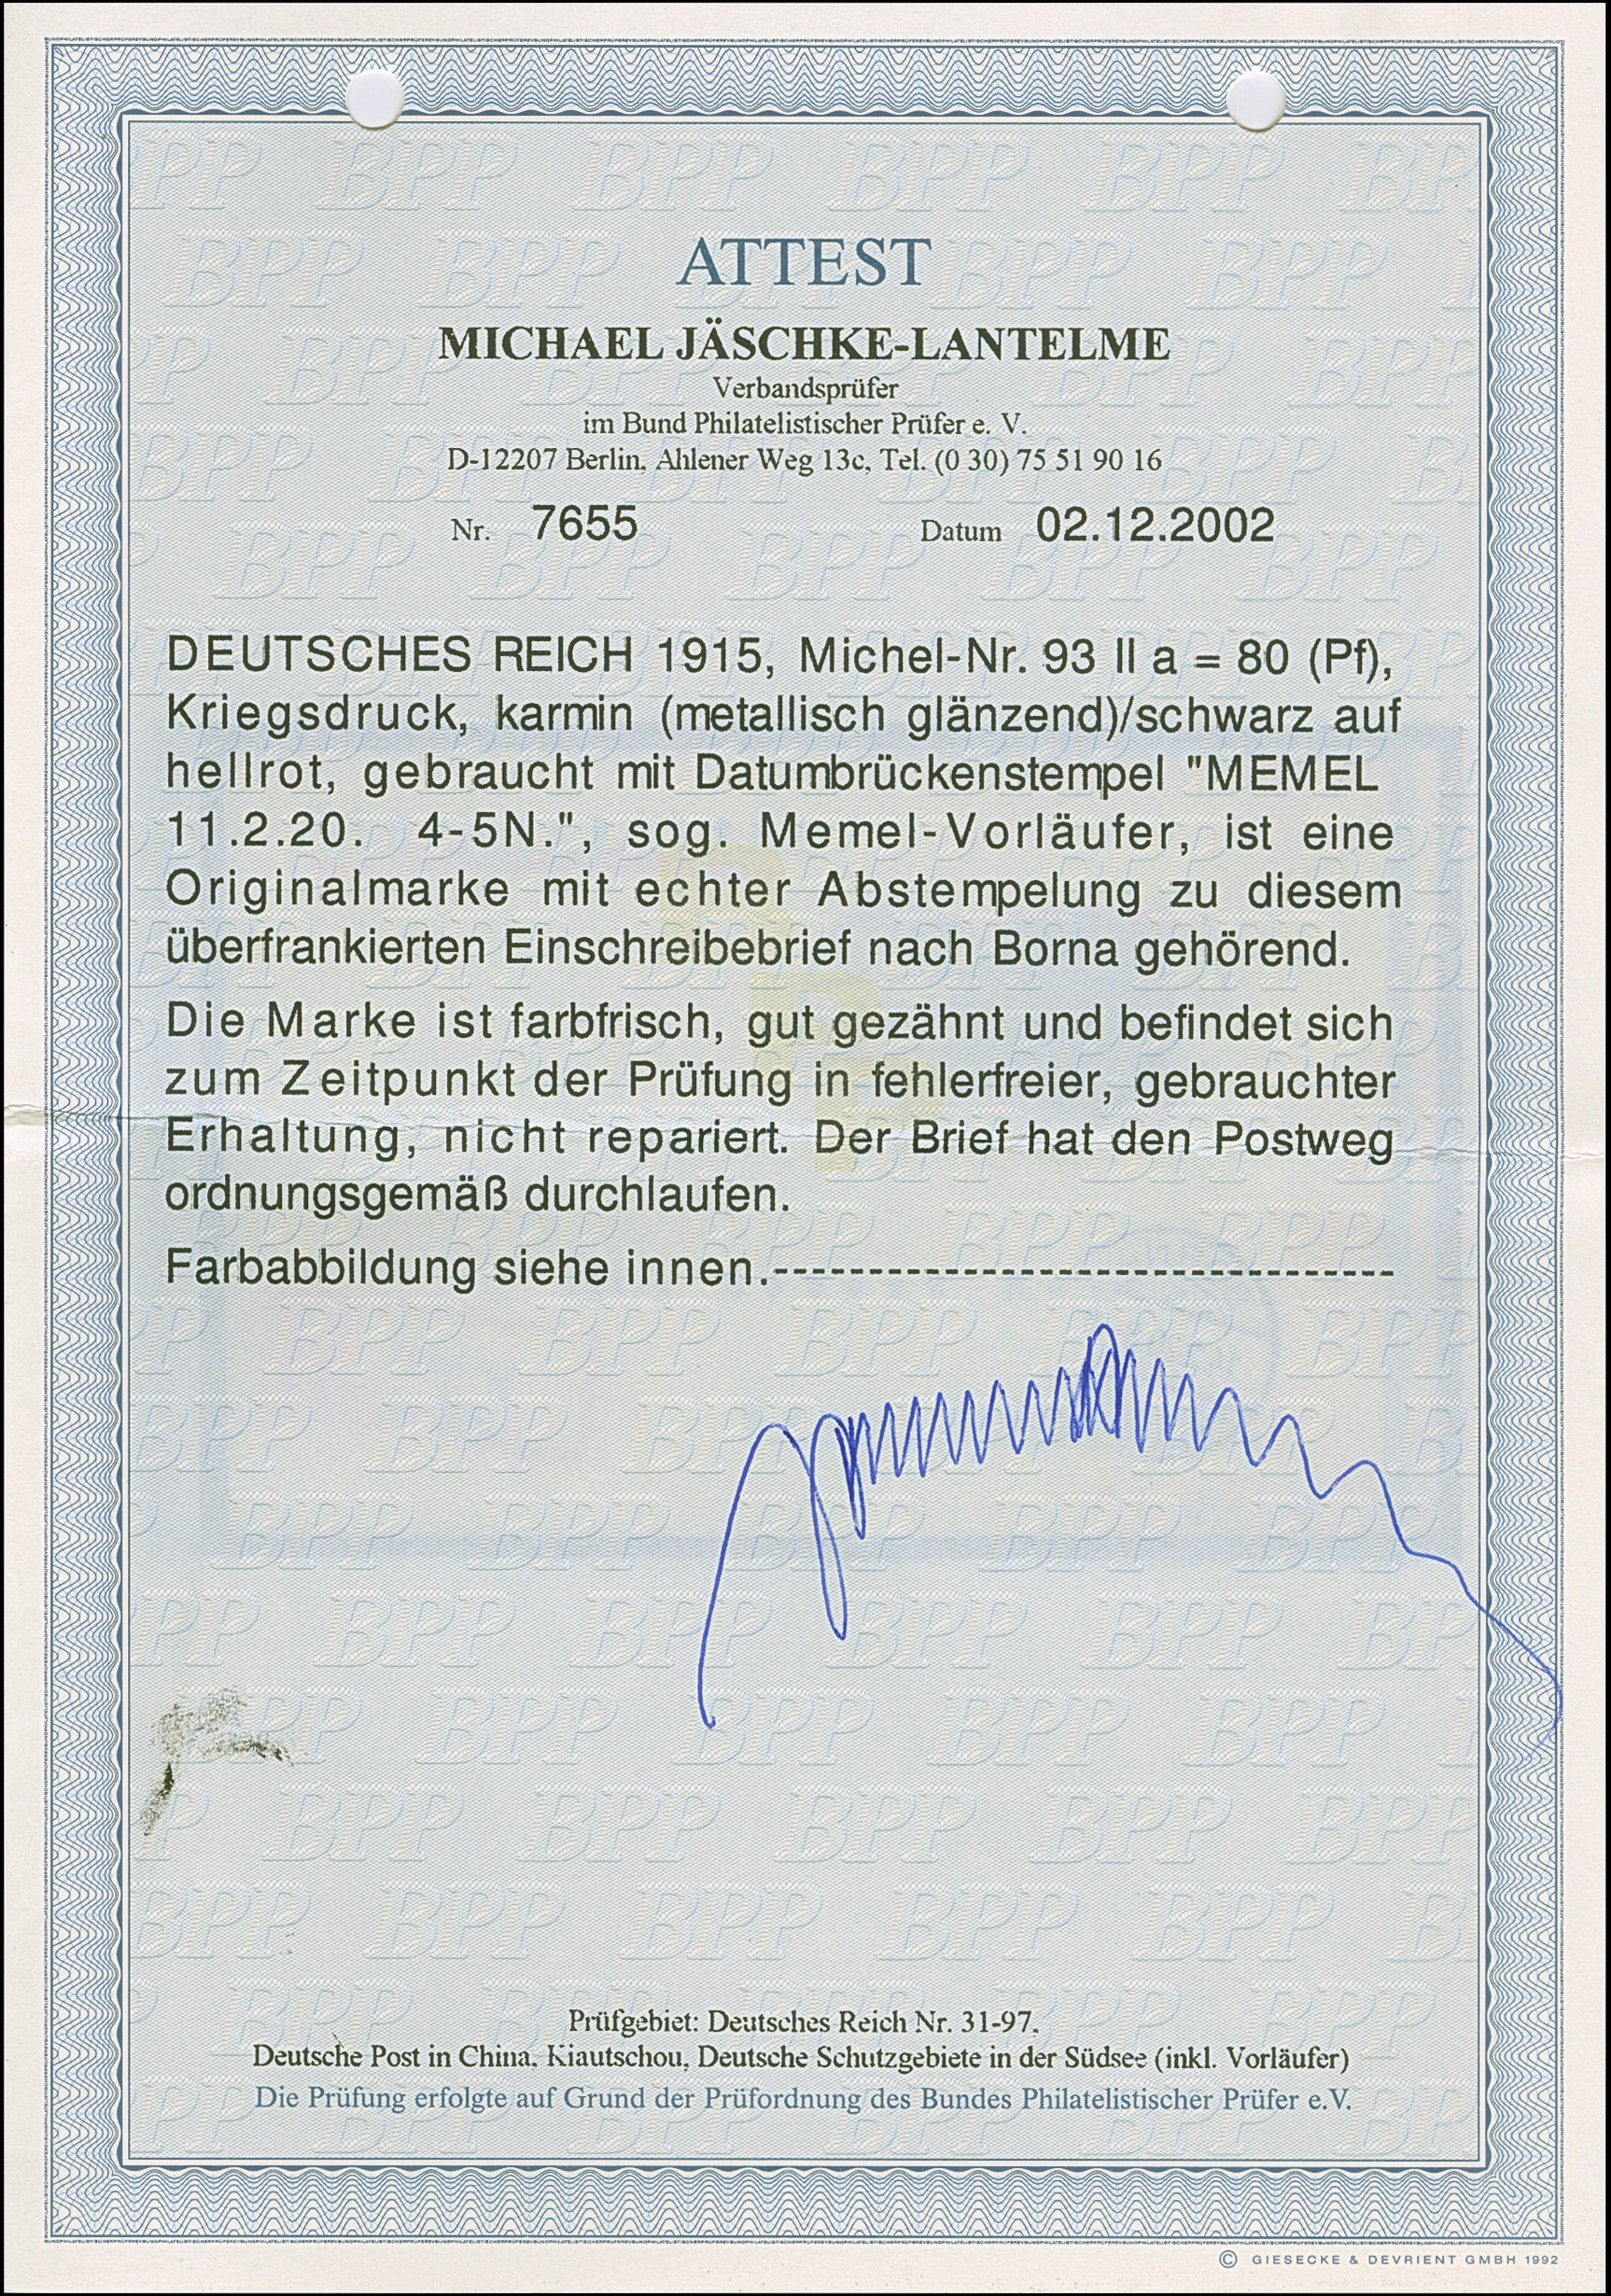 ATTEST
MICHAEL JÄSCHKE-LANTELME
Verbandsprüfer
im Bund Philatelistischer Prüfer e. V.
D-12207 Berlin, Ahlener Weg 13c, Tel. (0 30) 75 51 90 16
Nr. 7655 Datum 02.12.2002
DEUTSCHES REICH 1915, Michel-Nr. 93 II a = 80 (Pf),
Kriegsdruck, karmin (metallisch glänzend)/schwarz auf
hellrot, gebraucht mit Datumbrückenstempel "MEMEL
11.2.20. 4-5N.", sog. Memel-Vorläufer, ist eine
Originalmarke mit echter Abstempelung zu diesem
überfrankierten Einschreibebrief nach Borna gehörend.
Die Marke ist farbfrisch, gut gezähnt und befindet sich
zum Zeitpunkt der Prüfung in fehlerfreier, gebrauchter
Erhaltung, nicht repariert. Der Brief hat den Postweg
ordnungsgemäß durchlaufen.
Farbabbildung siehe innen.---------------------------------
Prüfgebiet: Deutsches Reich Nr. 31-97,
Deutsche Post in China, Kiautschou, Deutsche Schutzgebiete in der Südsee (inkl. Vorläufer)
Die Prüfung erfolgte auf Grund der Prüfordnung des Bundes Philatelistischer Prüfer e.V.
© GIESECKE & DEVRIENT GMBH 1992